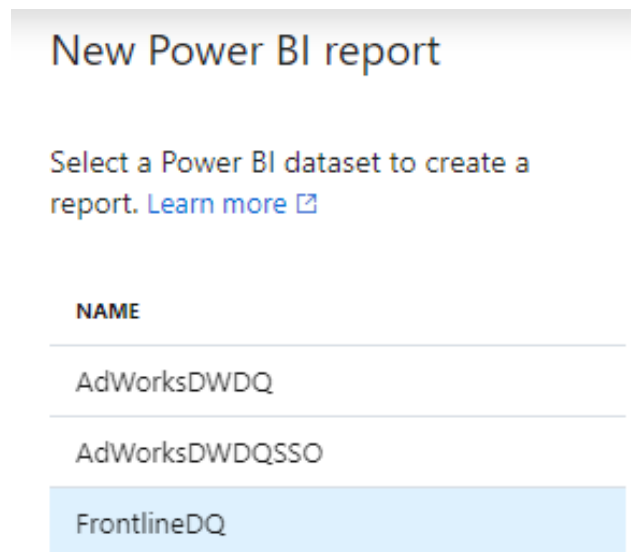 New Power BI report
Select a Power BI dataset to create a
report. Learn more
NAME
AdWorksDWDQ
AdWorksDWDQSSO
FrontlineDQ